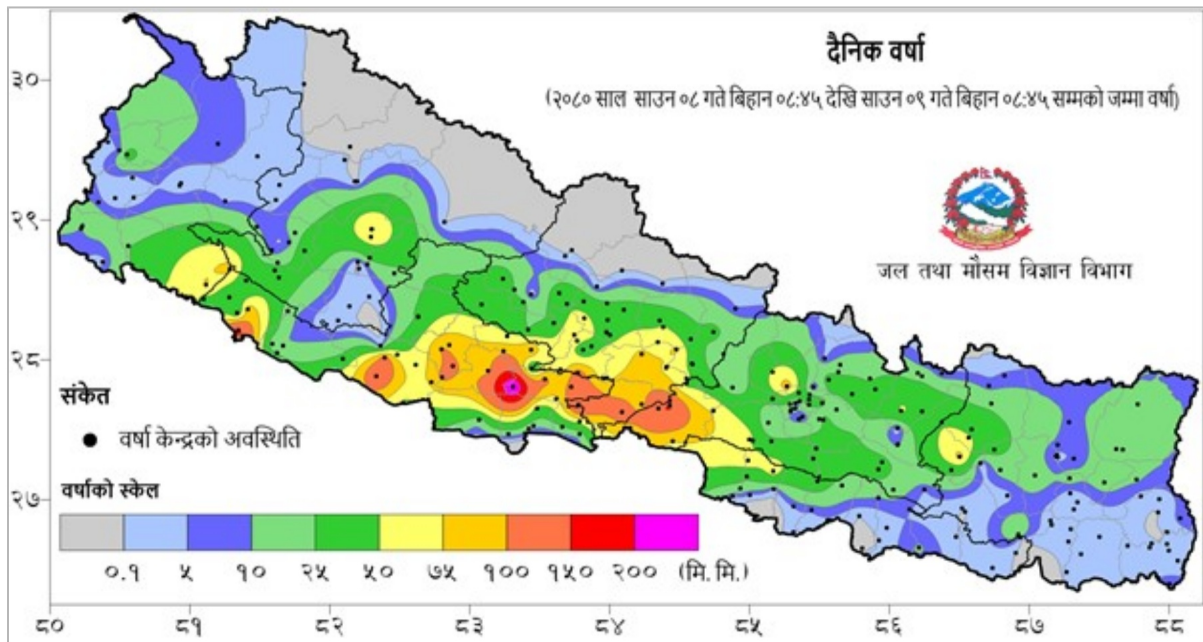 दैनिक वर्षा
(२०८० साल साउन ०८ गते बिहान ०८:४५ देखि साउन ०९ गते बिहान ०८:४५ सम्मको जम्मा वर्षा)
जल तथा मौसम विज्ञान विभाग
३०
२९
२८
२७
संकेत
वर्षा केन्द्रको अवस्थिति
वर्षाको स्केल
०.१ ५ १० २५ ५० ७५ १०० १५० २०० (मि. मि.)
८० ८१ ८२ ८३ ८४ ८५ ८६ ८७ ८८